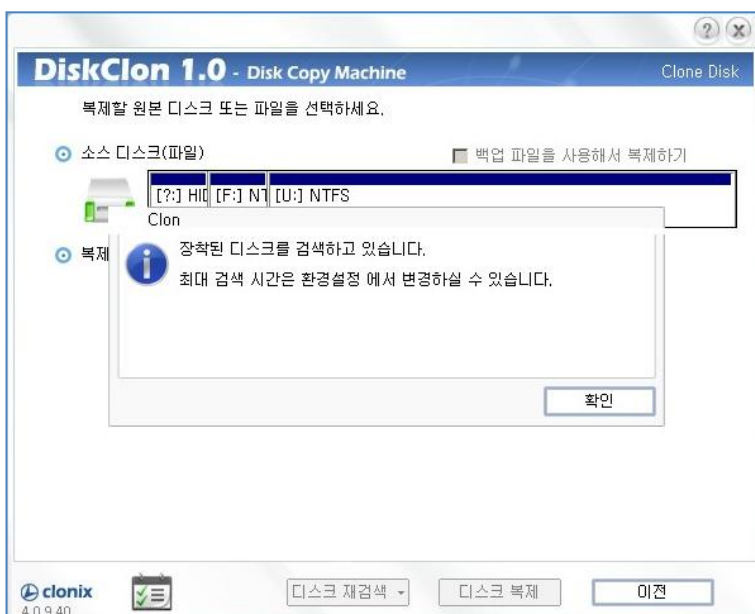 DiskClon 1.0 - Disk Copy Machine
Clone Disk
복제할 원본 디스크 또는 파일을 선택하세요.
소스 디스크(파일)
백업 파일을 사용해서 복제하기
[?:] HID [F:] NT [U:] NTFS
Clon
복제
장착된 디스크를 검색하고 있습니다.
최대 검색 시간은 환경설정 에서 변경하실 수 있습니다.
확인
clonix
4.0.9.40
디스크 재검색
디스크 복제
이전